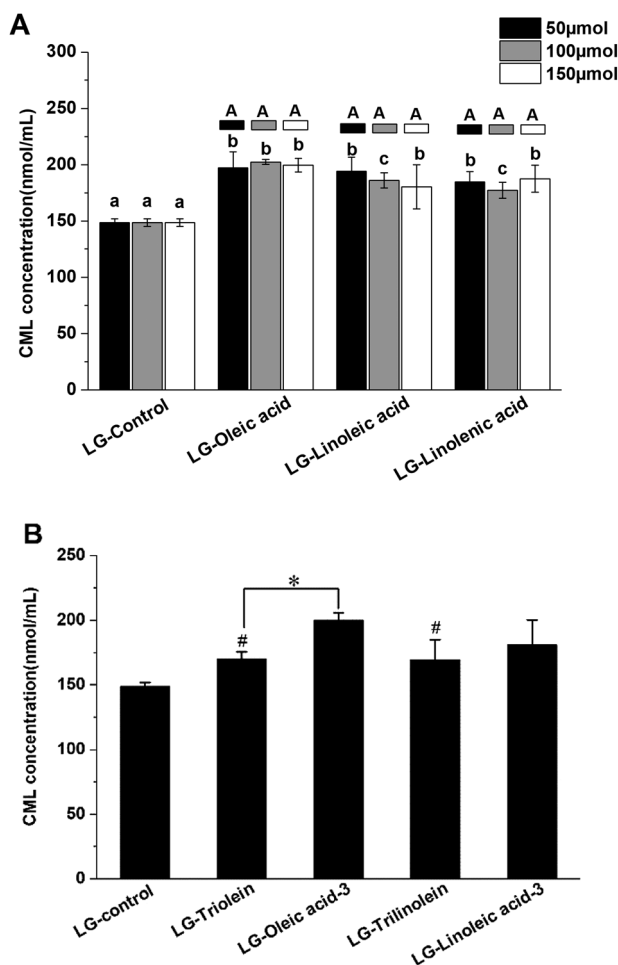 A
50μmol
100μmol
150μmol
300
250
200
150
100
50
0
CML concentration(nmol/mL)
A A A A A A A A A
a a a b b b b c b b c b
LG-Control
LG-Oleic acid
LG-Linoleic acid
LG-Linolenic acid
B
250
200
150
100
50
0
CML concentration(nmol/mL)
*
# #
LG-control
LG-Triolein
LG-Oleic acid-3
LG-Trilinolein
LG-Linoleic acid-3